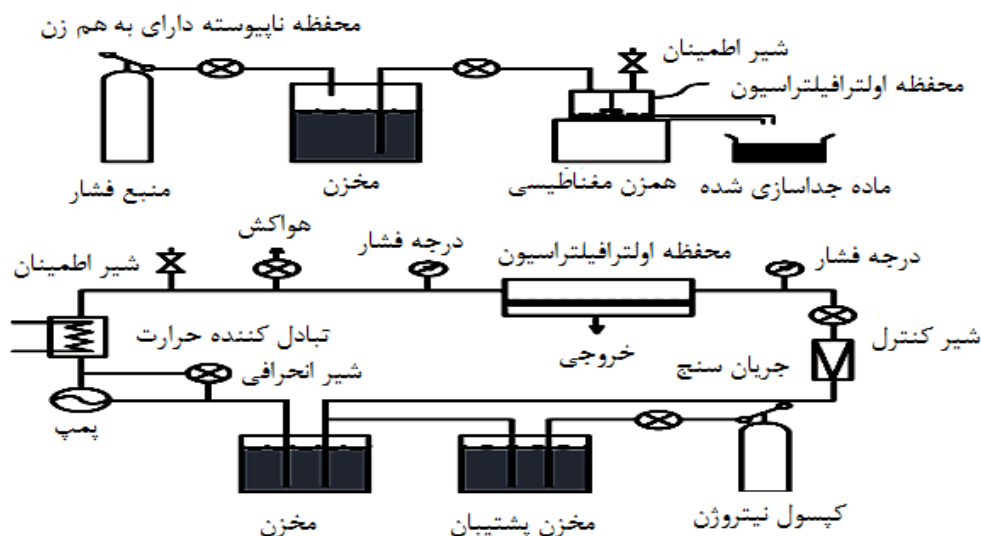 محفظه ناپیوسته دارای به هم زن
شیر اطمینان
محفظه اولترافیلتراسیون
منبع فشار
مخزن
همزن مغناطیسی
ماده جداسازی شده
هواکش
درجه فشار
محفظه اولترافیلتراسیون
شیر اطمینان
درجه فشار
تبادل کننده حرارت
خروجی
شیر کنترل
شیر انحرافی
جریان سنج
پمپ
مخزن
مخزن پشتیبان
کپسول نیتروژن